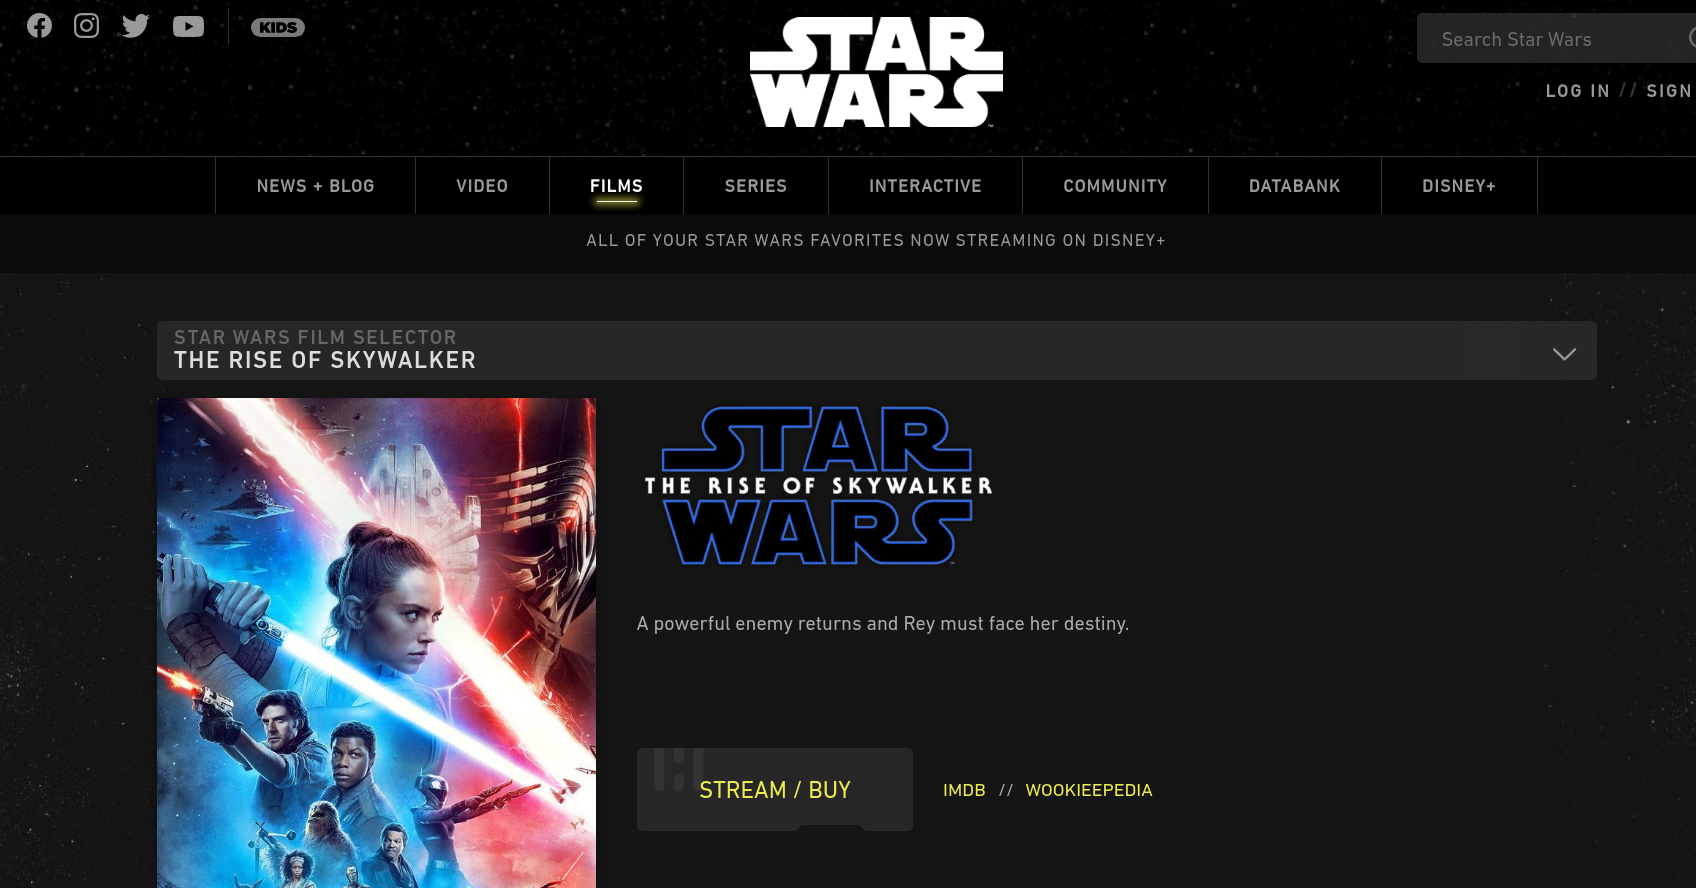 KIDS
STAR
WARS
Search Star Wars
LOG IN // SIGN
NEWS + BLOG
VIDEO
FILMS
SERIES
INTERACTIVE
COMMUNITY
DATABANK
DISNEY+
ALL OF YOUR STAR WARS FAVORITES NOW STREAMING ON DISNEY+
STAR WARS FILM SELECTOR
THE RISE OF SKYWALKER
STAR
THE RISE OF SKYWALKER
WARS
A powerful enemy returns and Rey must face her destiny.
STREAM / BUY
IMDB // WOOKIEEPEDIA